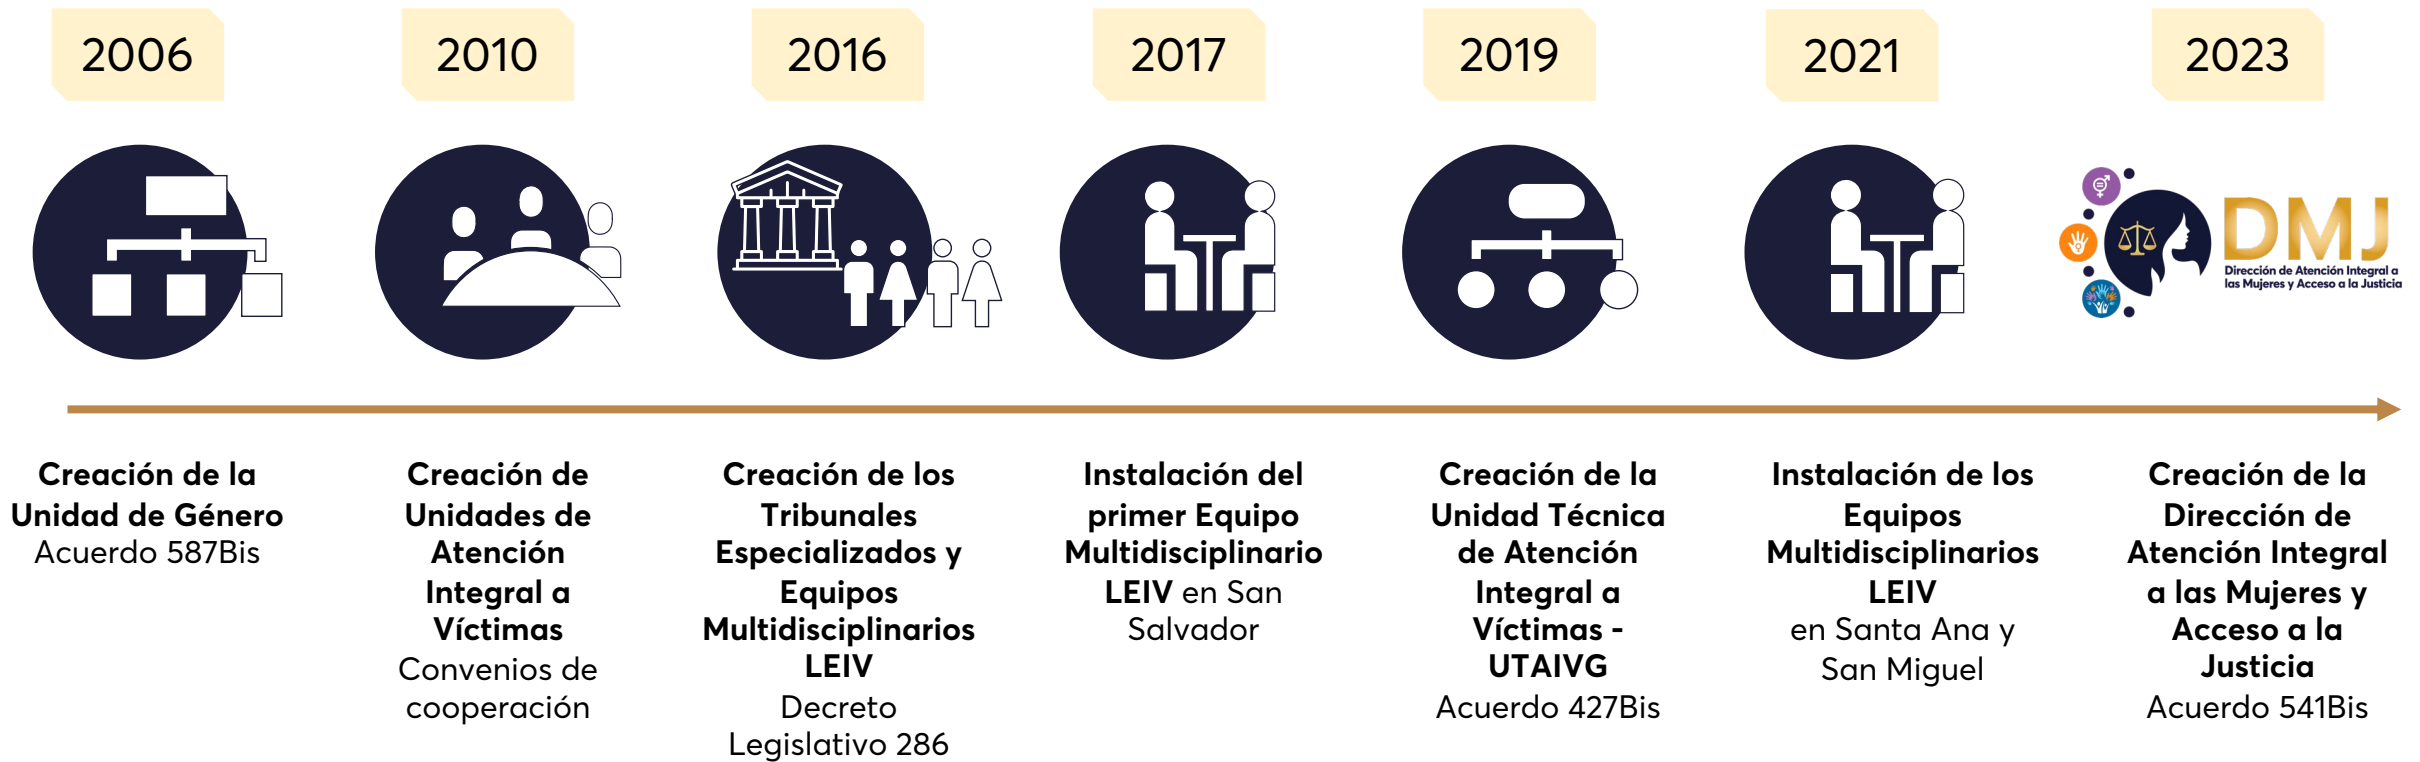 2006
2010
2016
2017
2019
2021
2023
DMJ
Dirección de Atención Integral a
las Mujeres y Acceso a la Justicia
Creación de la
Unidad de Género
Acuerdo 587Bis
Creación de
Unidades de
Atención
Integral a
Víctimas
Convenios de
cooperación
Creación de los
Tribunales
Especializados y
Equipos
Multidisciplinarios
LEIV
Decreto
Legislativo 286
Instalación del
primer Equipo
Multidisciplinario
LEIV en San
Salvador
Creación de la
Unidad Técnica
de Atención
Integral a
Víctimas -
UTAIVG
Acuerdo 427Bis
Instalación de los
Equipos
Multidisciplinarios
LEIV
en Santa Ana y
San Miguel
Creación de la
Dirección de
Atención Integral
a las Mujeres y
Acceso a la
Justicia
Acuerdo 541Bis